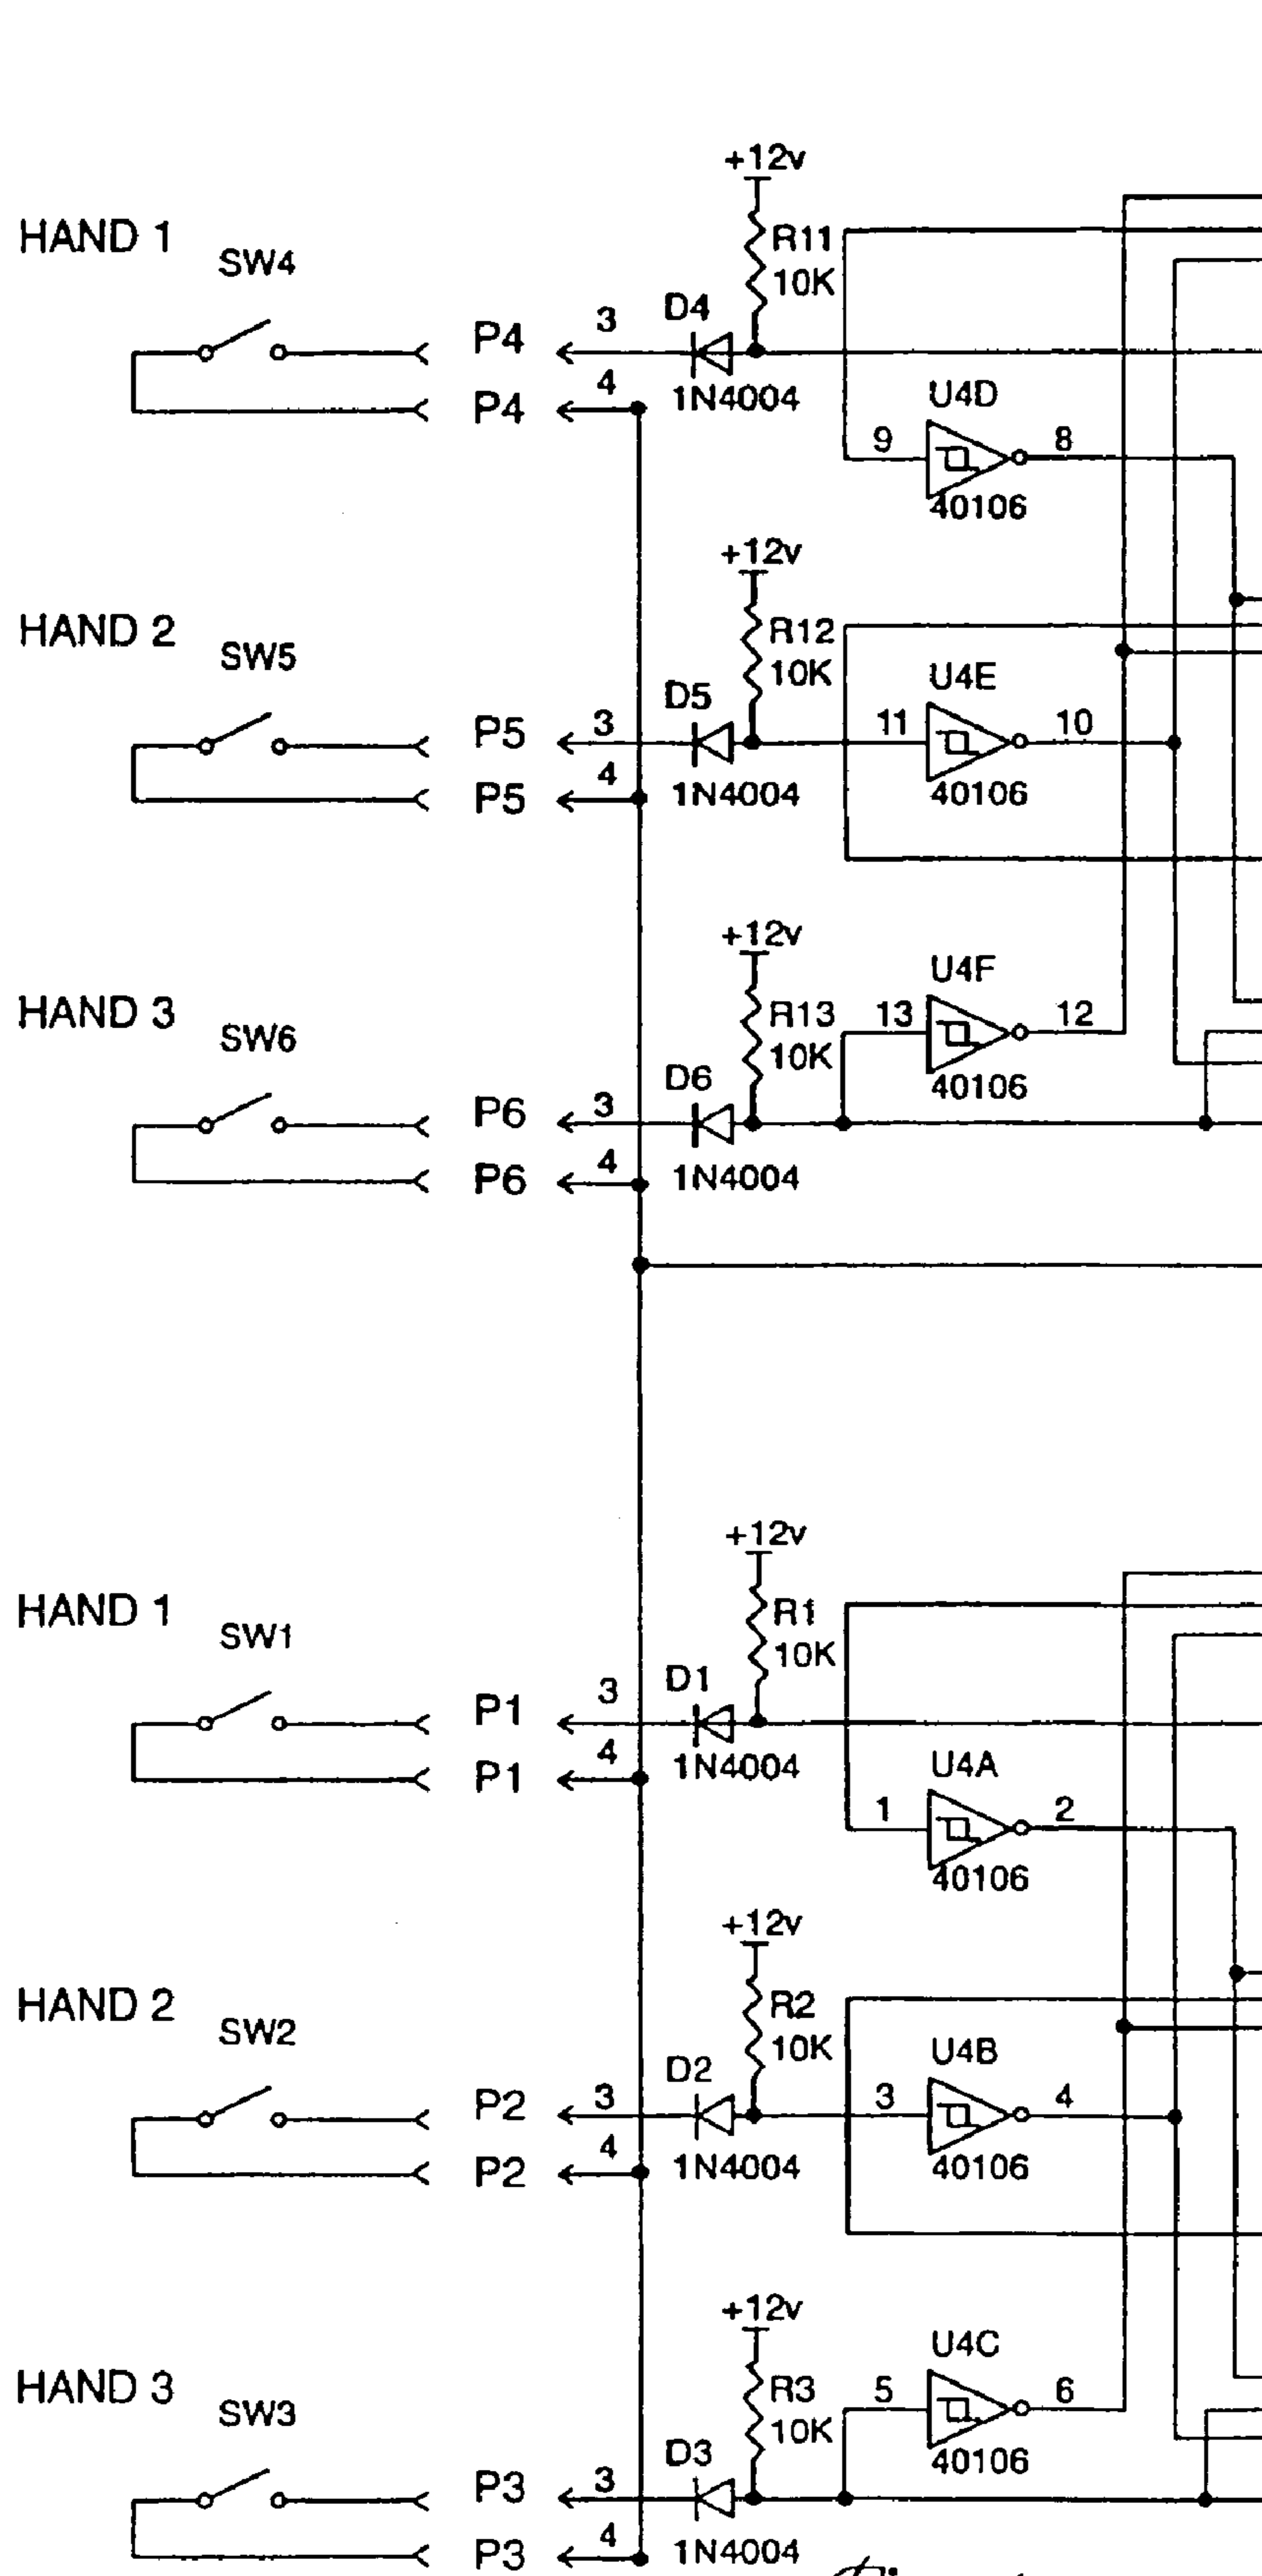 +12v
HAND 1
SW4
R11
10K
D4
3
P4
4
P4
1N4004
U4D
9
8
40106
+12v
HAND 2
SW5
R12
10K
U4E
D5
3
P5
11
10
4
P5
1N4004
40106
+12v
HAND 3
SW6
U4F
R13
10K
13
12
D6
40106
3
P6
4
P6
1N4004
+12v
HAND 1
SW1
R1
10K
D1
3
P1
4
P1
1N4004
U4A
1
2
40106
+12v
HAND 2
SW2
R2
10K
U4B
D2
3
P2
3
4
4
P2
1N4004
40106
+12v
HAND 3
SW3
U4C
R3
10K
5
6
D3
40106
3
P3
4
P3
1N4004